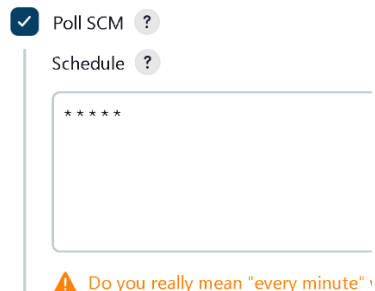 Poll SCM ?
Schedule ?
* * * * *
Do you really mean "every minute"